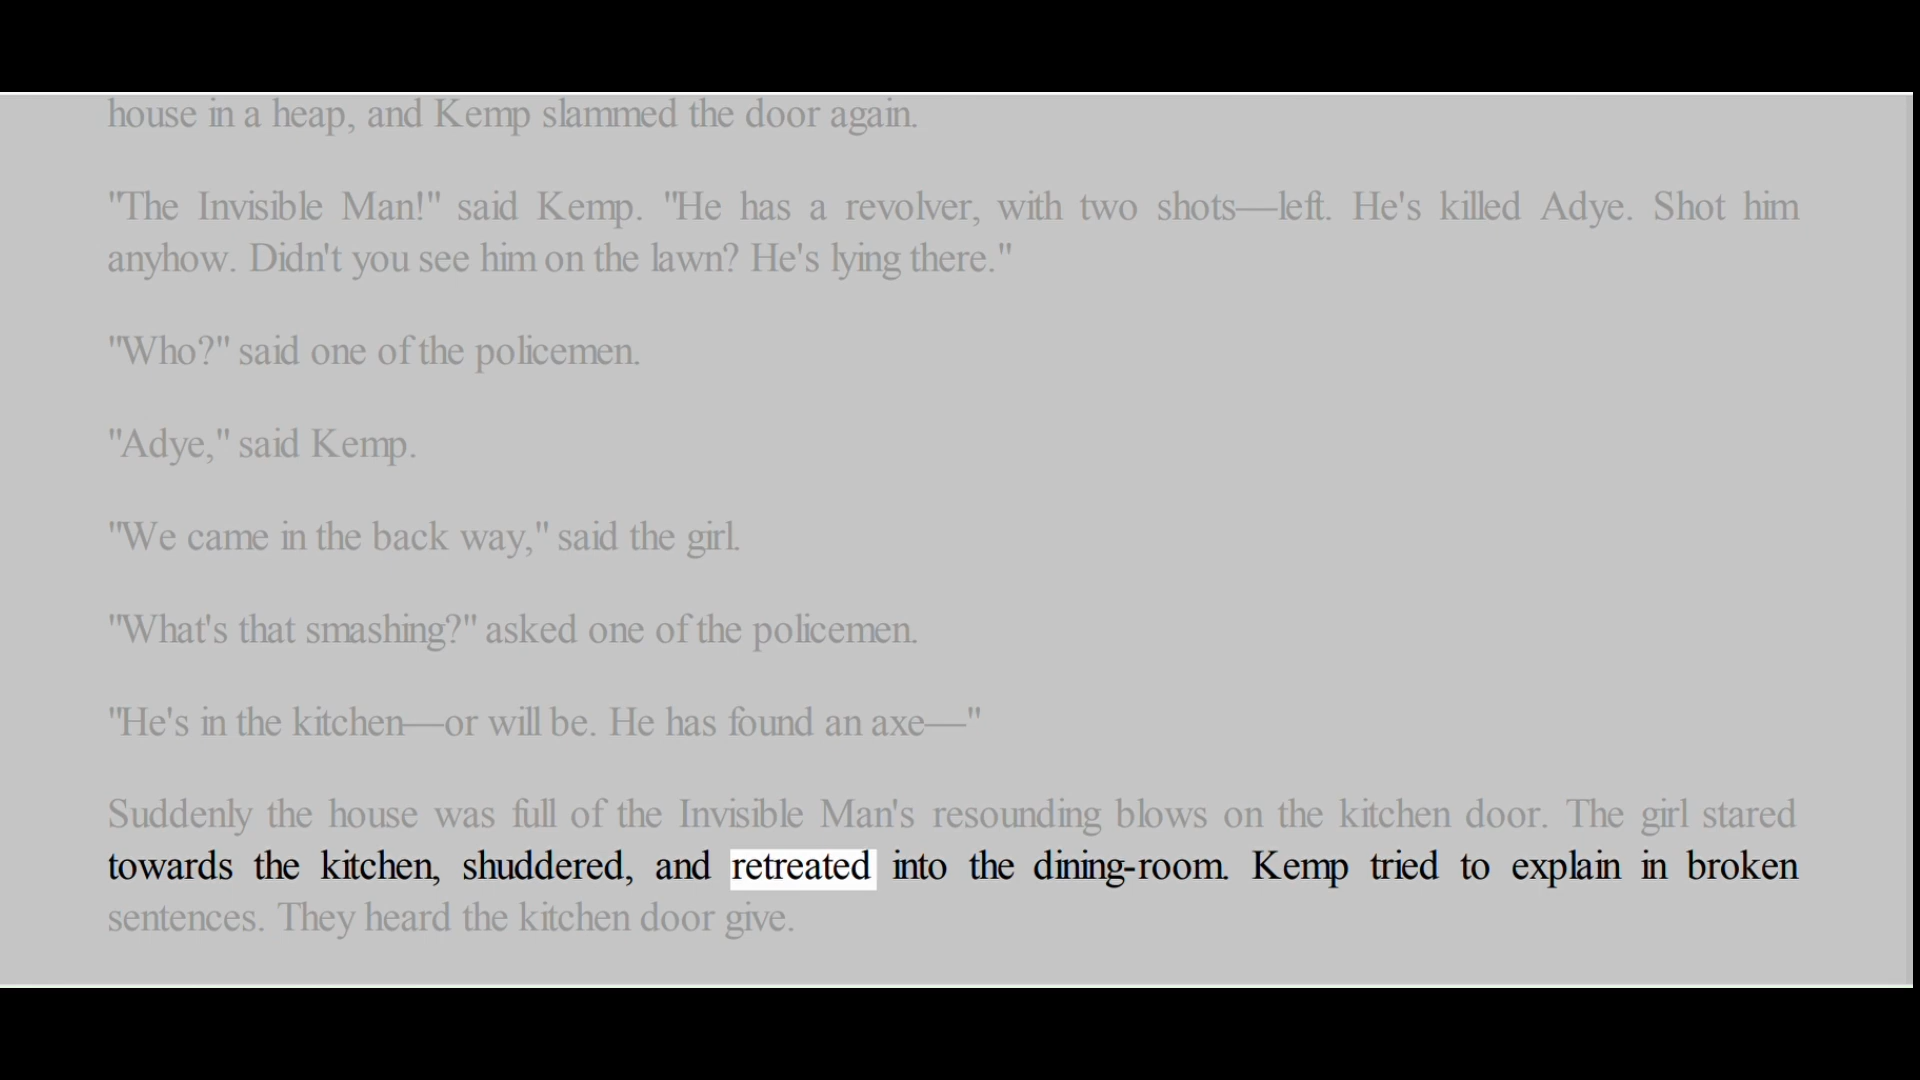 house in a heap, and Kemp slammed the door again.
"The Invisible Man!" said Kemp. "He has a revolver, with two shots—left. He's killed Adye. Shot him
anyhow. Didn't you see him on the lawn? He's lying there."
"Who?" said one of the policemen.
"Adye," said Kemp.
"We came in the back way," said the girl.
"What's that smashing?" asked one of the policemen.
"He's in the kitchen—or will be. He has found an axe—"
Suddenly the house was full of the Invisible Man's resounding blows on the kitchen door. The girl stared
towards the kitchen, shuddered, and retreated into the dining-room. Kemp tried to explain in broken
sentences. They heard the kitchen door give.